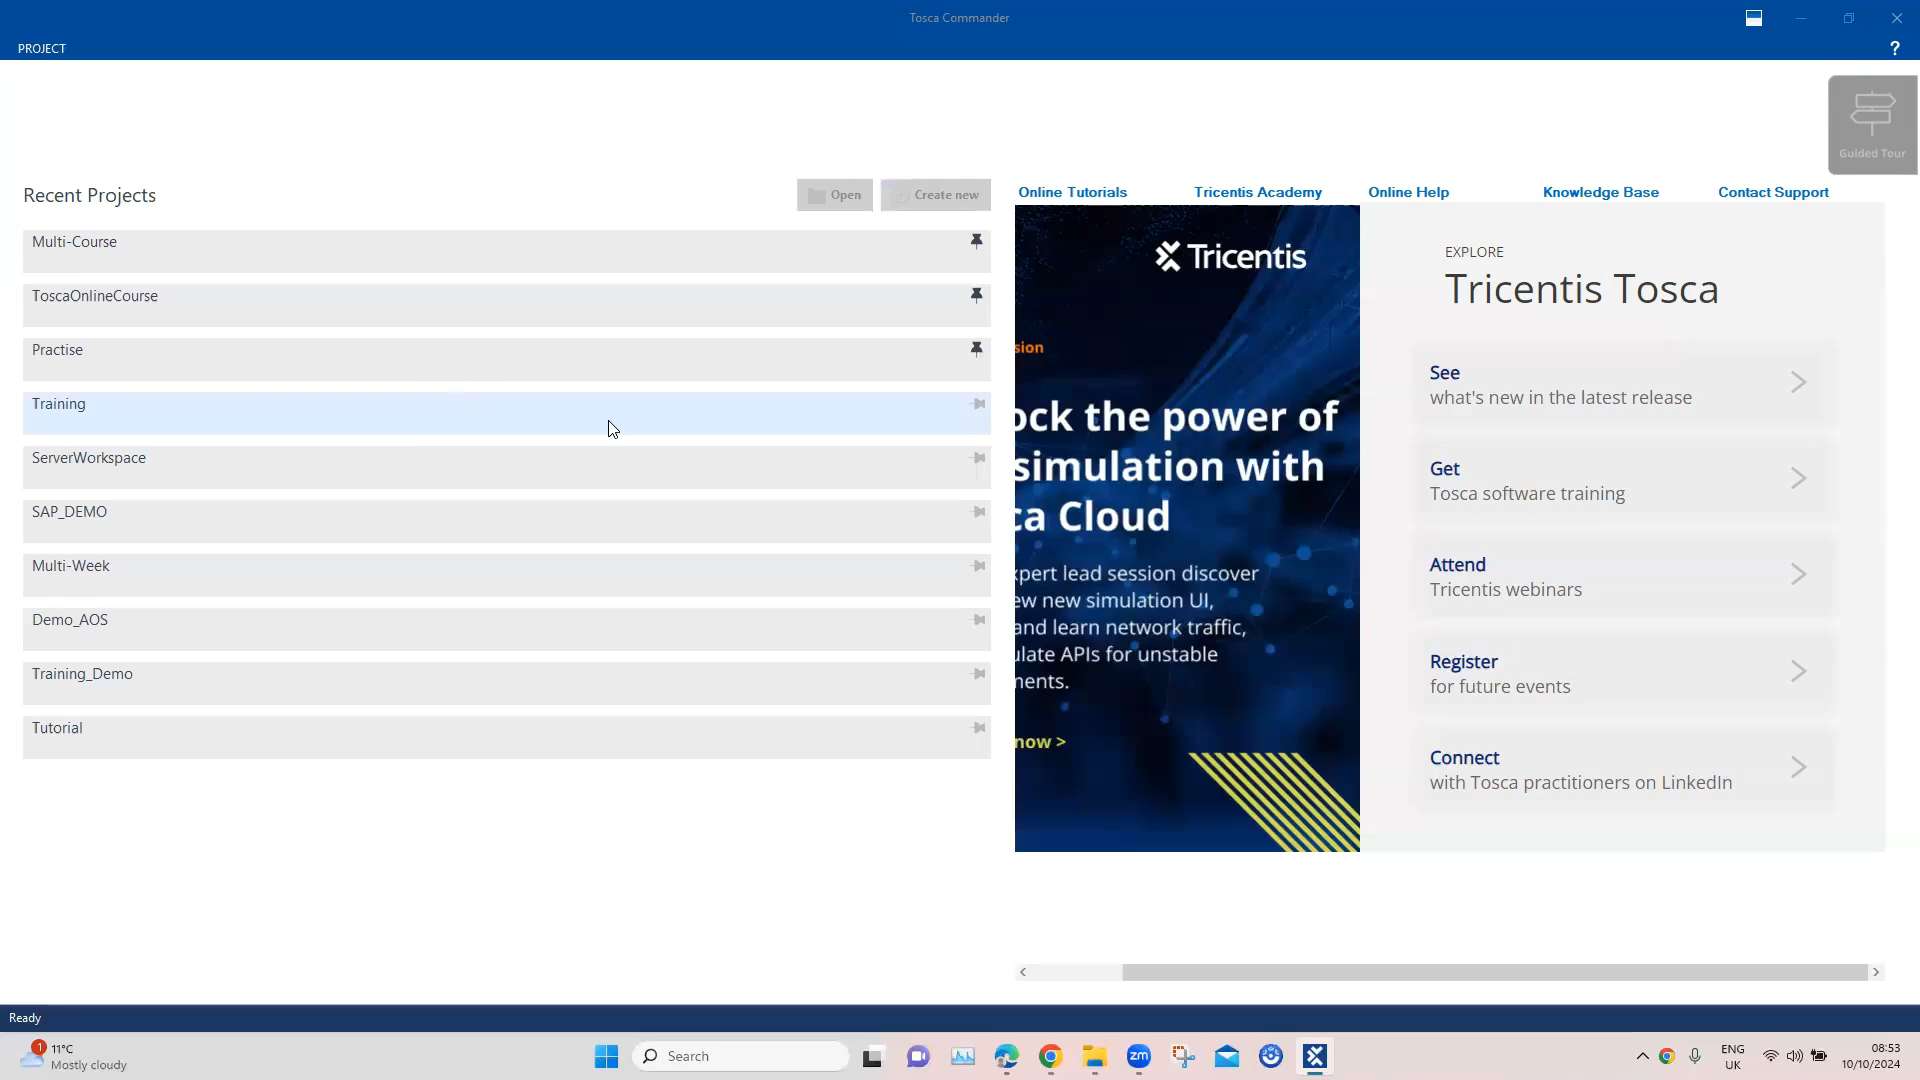 Tosca Commander
PROJECT
?
Guided Tour
Recent Projects
Open
Create new
Multi-Course
ToscaOnlineCourse
Practise
Training
ServerWorkspace
SAP_DEMO
Multi-Week
Demo_AOS
Training_Demo
Tutorial
Online Tutorials
Tricentis Academy
Online Help
Knowledge Base
Contact Support
Tricentis
sion
ock the power of
simulation with
ca Cloud
xpert lead session discover
ew new simulation UI,
and learn network traffic,
ulate APIs for unstable
ments.
now >
EXPLORE
Tricentis Tosca
See
what's new in the latest release
Get
Tosca software training
Attend
Tricentis webinars
Register
for future events
Connect
with Tosca practitioners on LinkedIn
Ready
1
11°C
Mostly cloudy
Search
zm
ENG
UK
08:53
10/10/2024